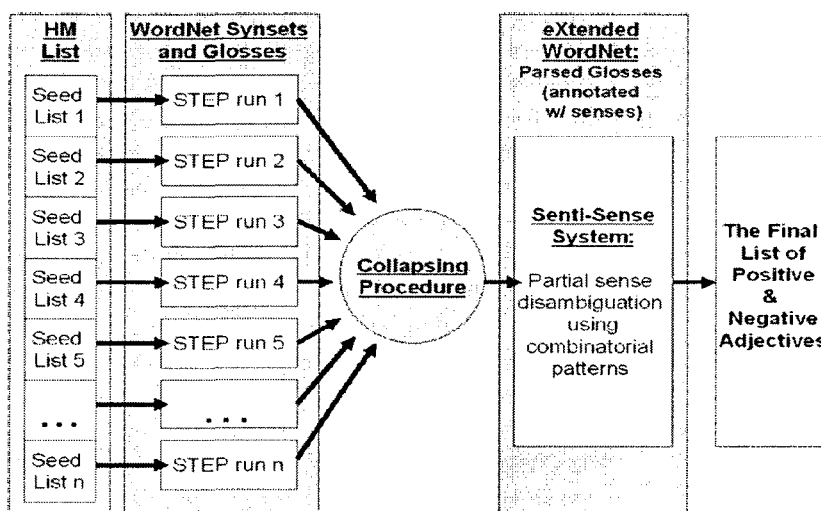 HM
List
Seed
List 1
Seed
List 2
Seed
List 3
Seed
List 4
Seed
List 5
...
Seed
List n
WordNet Synsets
and Glosses
STEP run 1
STEP run 2
STEP run 3
STEP run 4
STEP run 5
...
STEP run n
Collapsing
Procedure
eXtended
WordNet:
Parsed Glosses
(annotated
w/ senses)
Senti-Sense
System:
Partial sense
disambiguation
using
combinatorial
patterns
The Final
List of
Positive
&
Negative
Adjectives